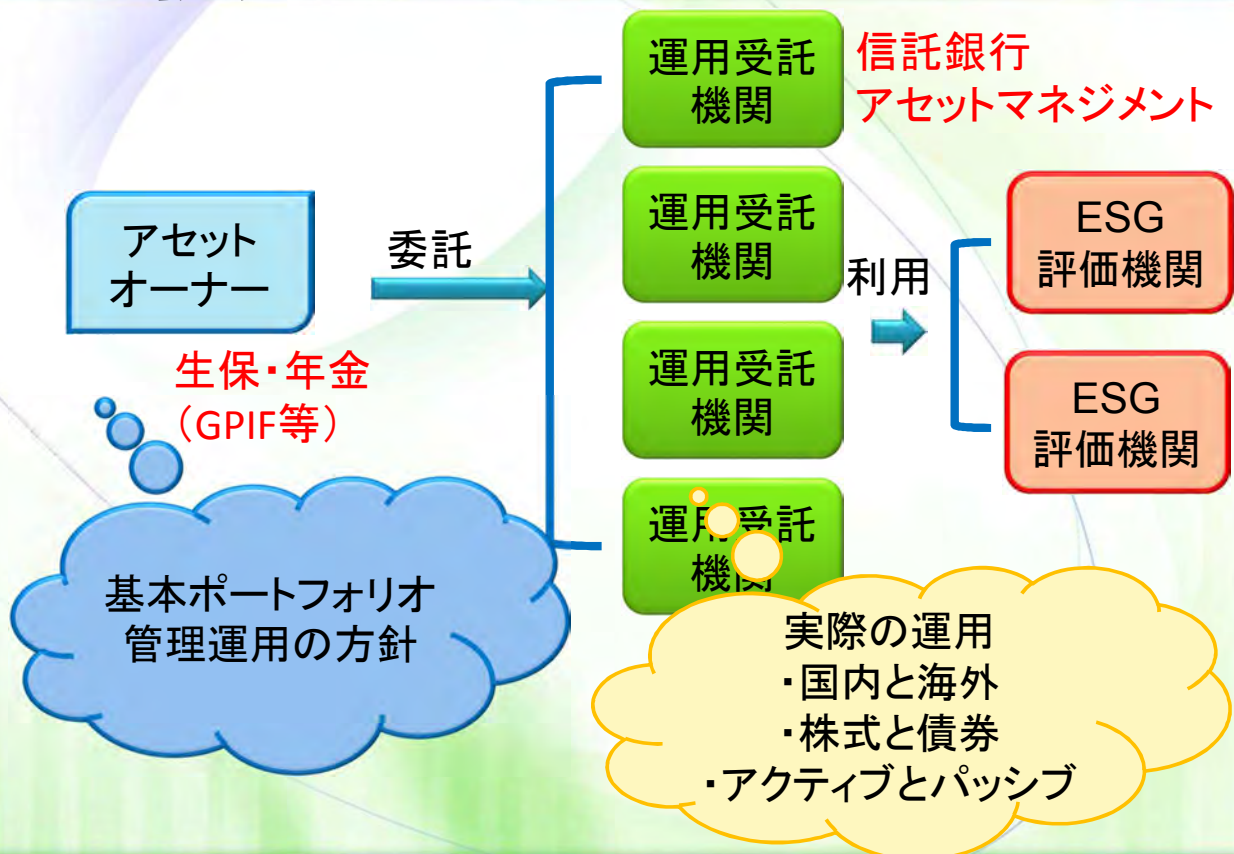 運用受託
機関
信託銀行
アセットマネジメント
アセット
オーナー
委託
運用受託
機関
利用
ESG
評価機関
生保・年金
（GPIF等）
運用受託
機関
ESG
評価機関
運用受託
機関
基本ポートフォリオ
管理運用の方針
実際の運用
・国内と海外
・株式と債券
・アクティブとパッシブ